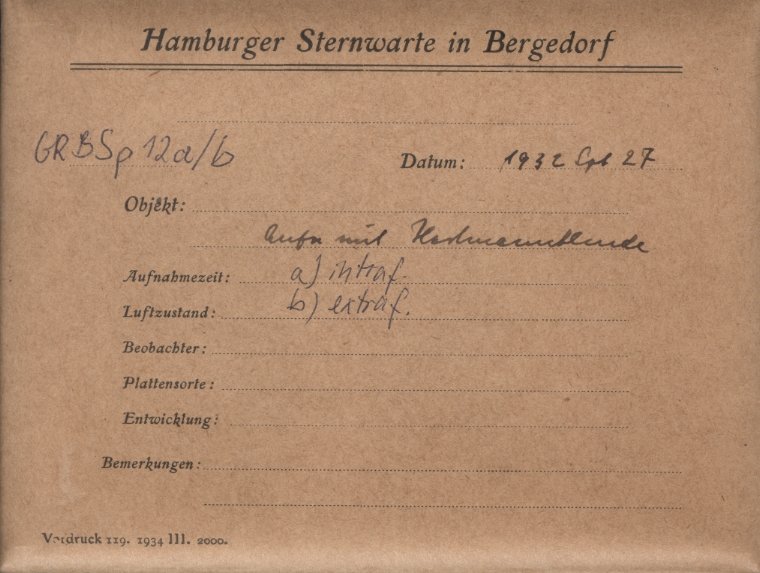 Hamburger Sternwarte in Bergedorf
GRBSp 12a/b
Datum: 1932 Spt 27
Objekt:
Aufn mit Hartmannblende
Aufnahmezeit: a) intraf.
Luftzustand: b) extraf.
Beobachter:
Plattensorte:
Entwicklung:
Bemerkungen:
Vordruck 119. 1934 III. 2000.